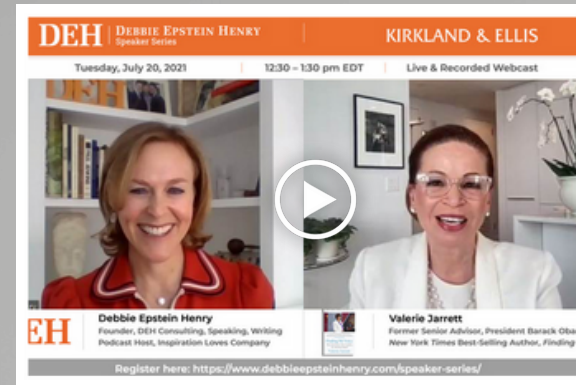 DEH DEBBIE EPSTEIN HENRY
Speaker Series
KIRKLAND & ELLIS
Tuesday, July 20, 2021 12:30 – 1:30 pm EDT Live & Recorded Webcast
DEH
EH
Debbie Epstein Henry
Founder, DEH Consulting, Speaking, Writing
Podcast Host, Inspiration Loves Company
Valerie Jarrett
Former Senior Advisor, President Barack Oba
New York Times Best-Selling Author, Finding
Register here: https://www.debbieepsteinhenry.com/speaker-series/